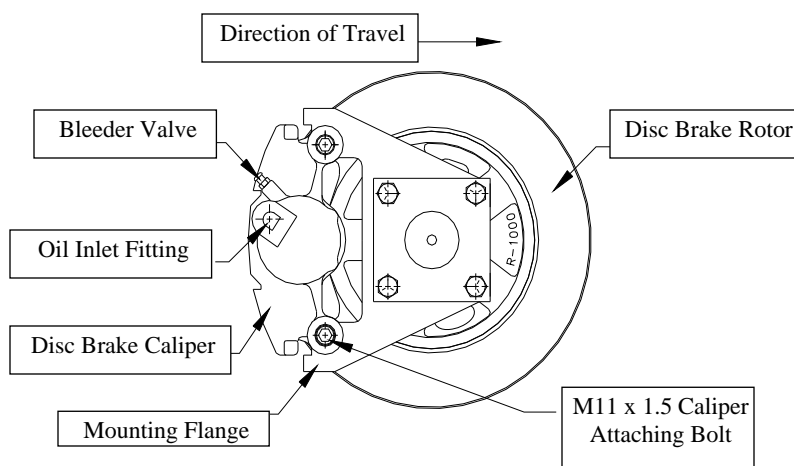 Direction of Travel
Bleeder Valve
Disc Brake Rotor
R-1000
Oil Inlet Fitting
Disc Brake Caliper
Mounting Flange
M11 x 1.5 Caliper
Attaching Bolt